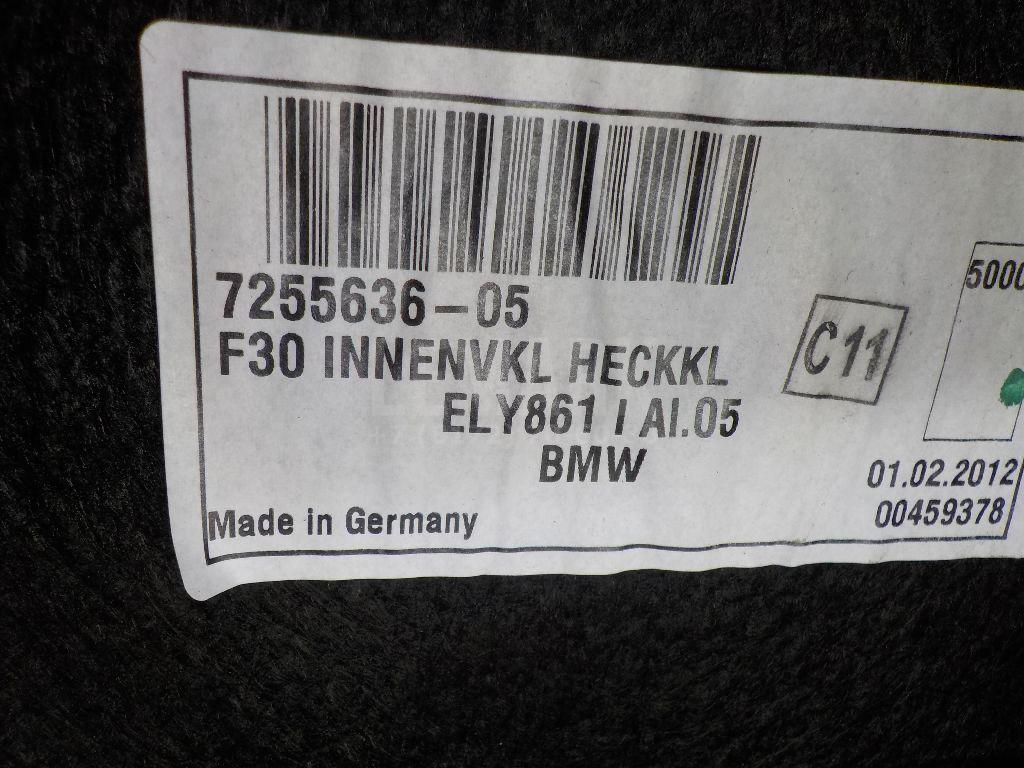 7255636-05
F30 INNENVKL HECKKL
ELY861 I AI.05
BMW
C11
5000
01.02.2012
00459378
Made in Germany